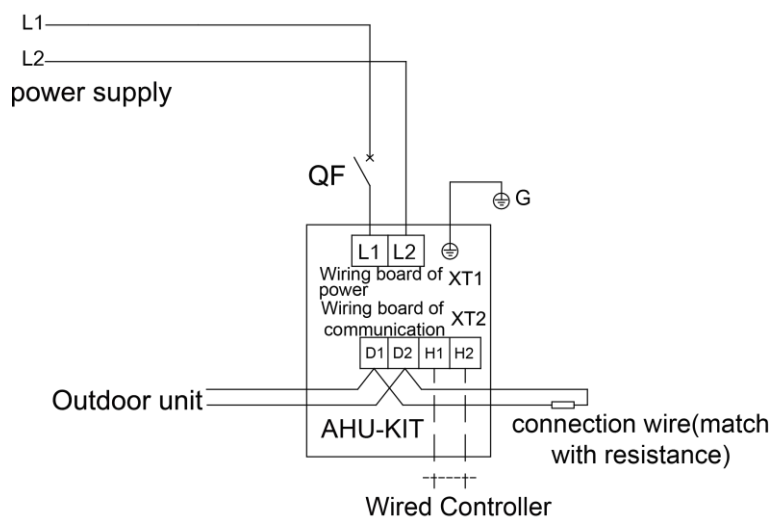 L1
L2
power supply
QF
G
L1 L2
Wiring board of
power
XT1
Wiring board of
communication
XT2
D1 D2 H1 H2
Outdoor unit
AHU-KIT
connection wire(match
with resistance)
Wired Controller